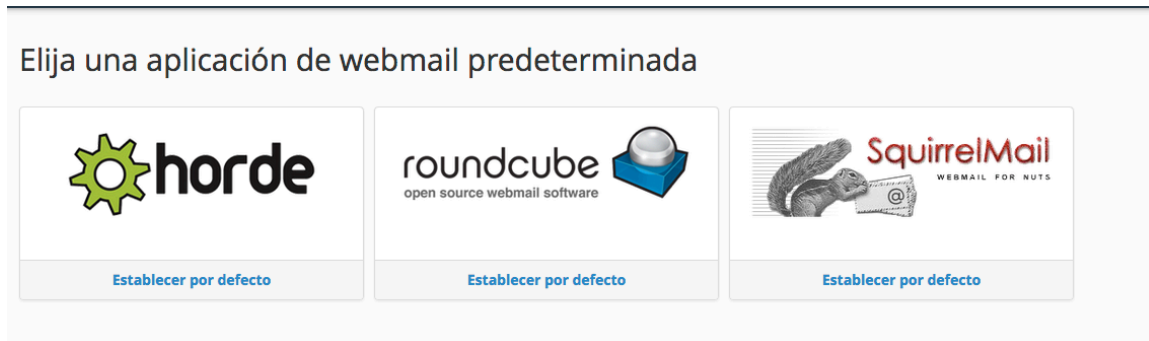 Elija una aplicación de webmail predeterminada
horde
roundcube
open source webmail software
SquirrelMail
WEBMAIL FOR NUTS
@
Establecer por defecto
Establecer por defecto
Establecer por defecto